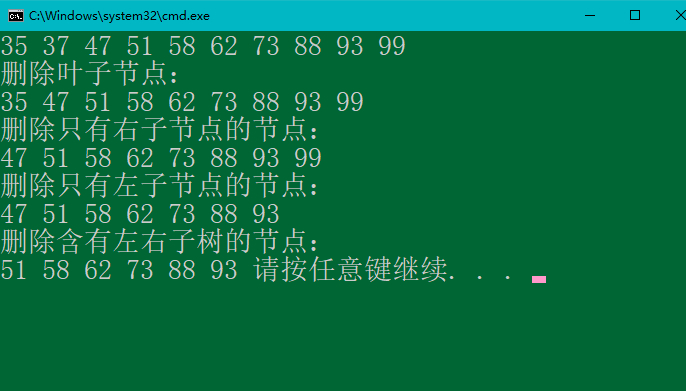 C:\Windows\system32\cmd.exe
35 37 47 51 58 62 73 88 93 99
删除叶子节点:
35 47 51 58 62 73 88 93 99
删除只有右子节点的节点:
47 51 58 62 73 88 93 99
删除只有左子节点的节点:
47 51 58 62 73 88 93
删除含有左右子树的节点:
51 58 62 73 88 93 请按任意键继续. . .